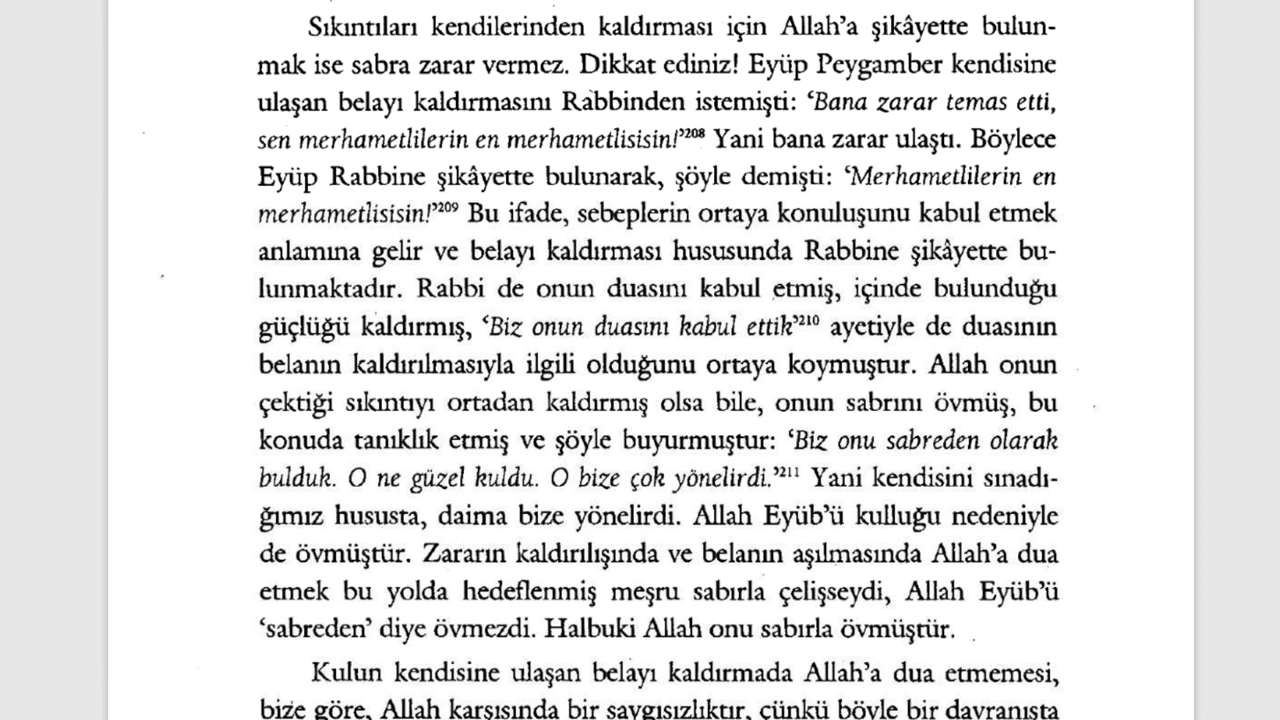 Sıkıntıları kendilerinden kaldırması için Allah’a şikâyette bulun-
mak ise sabra zarar vermez. Dikkat ediniz! Eyüp Peygamber kendisine
ulaşan belayı kaldırmasını Rabbinden istemişti: ‘Bana zarar temas etti,
sen merhametlilerin en merhametlisisin!’²⁰⁸ Yani bana zarar ulaştı. Böylece
Eyüp Rabbine şikâyette bulunarak, şöyle demişti: ‘Merhametlilerin en
merhametlisisin!’²⁰⁹ Bu ifade, sebeplerin ortaya konuluşunu kabul etmek
anlamına gelir ve belayı kaldırması hususunda Rabbine şikâyette bu-
lunmaktadır. Rabbi de onun duasını kabul etmiş, içinde bulunduğu
güçlüğü kaldırmış, ‘Biz onun duasını kabul ettik’²¹⁰ ayetiyle de duasının
belanın kaldırılmasıyla ilgili olduğunu ortaya koymuştur. Allah onun
çektiği sıkıntıyı ortadan kaldırmış olsa bile, onun sabrını övmüş, bu
konuda tanıklık etmiş ve şöyle buyurmuştur: ‘Biz onu sabreden olarak
bulduk. O ne güzel kuldu. O bize çok yönelirdi.’²¹¹ Yani kendisini sınadı-
ğımız hususta, daima bize yönelirdi. Allah Eyüb’ü kulluğu nedeniyle
de övmüştür. Zararın kaldırılışında ve belanın aşılmasında Allah’a dua
etmek bu yolda hedeflenmiş meşru sabırla çelişseydi, Allah Eyüb’ü
‘sabreden’ diye övmezdi. Halbuki Allah onu sabırla övmüştür.
Kulun kendisine ulaşan belayı kaldırmada Allah’a dua etmemesi,
bize göre, Allah karşısında bir saygısızlıktır, çünkü böyle bir davranışta